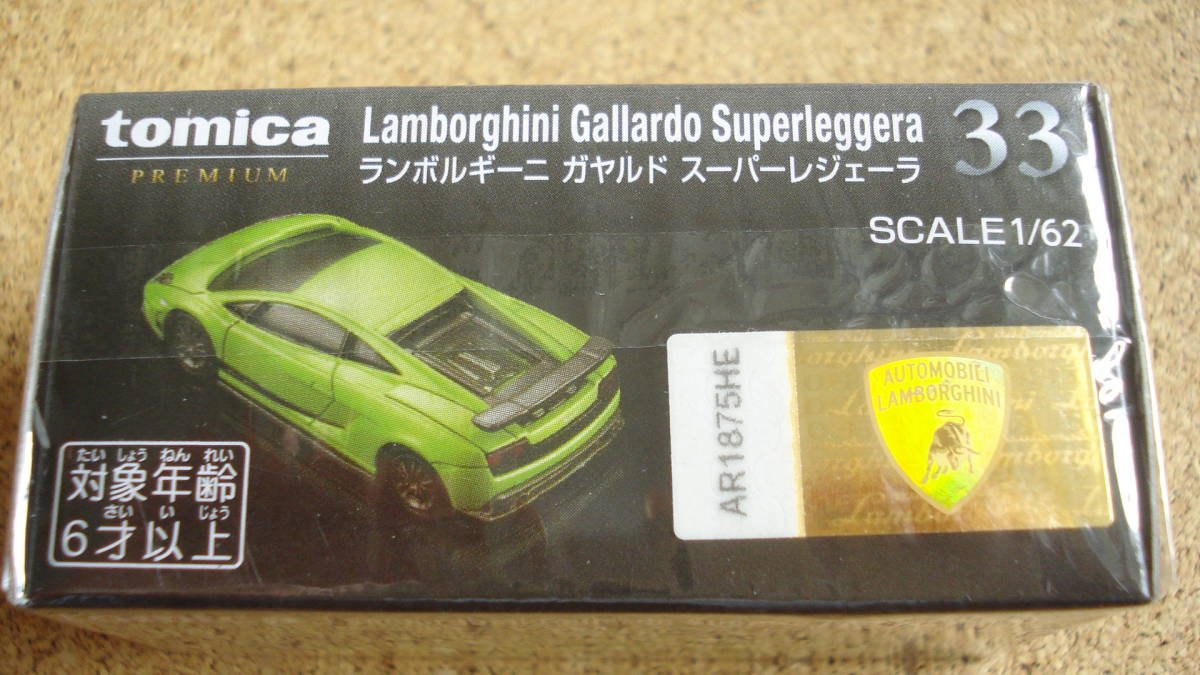 tomica
PREMIUM
Lamborghini Gallardo Superleggera
ランボルギーニ ガヤルド スーパーレジェーラ
33
SCALE 1/62
AR1875HE
AUTOMOBILI
LAMBORGHINI
たい しょう ねん れい
対象年齢
さい い じょう
6才以上